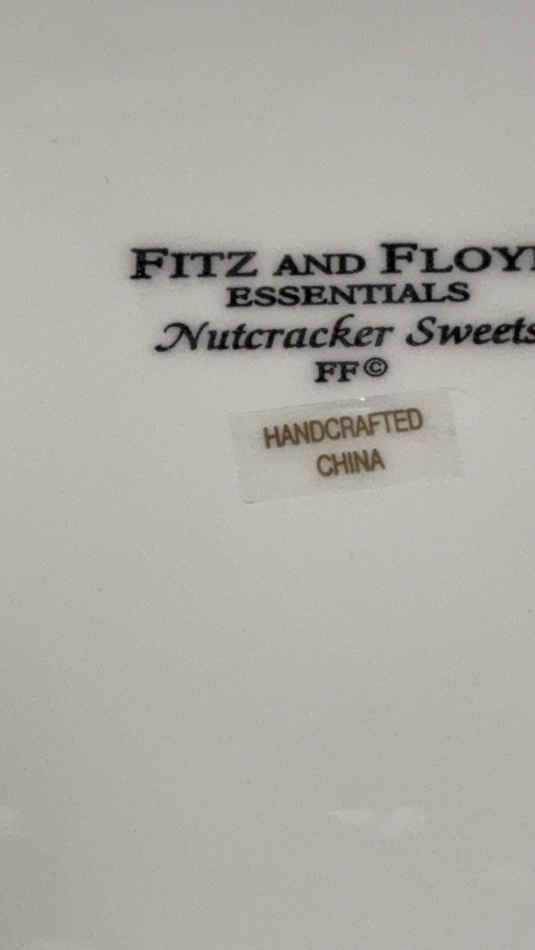 FITZ AND FLOY
ESSENTIALS
Nutcracker Sweets
FF©
HANDCRAFTED
CHINA